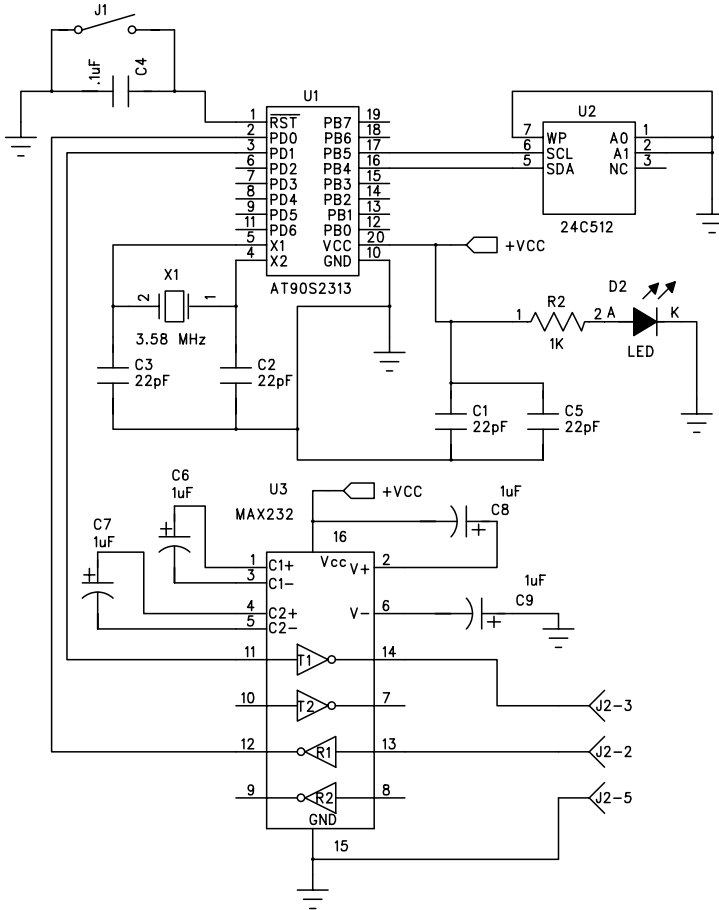 J1
.1uF
C4
U1
1 RST PB7 19
2 PD0 PB6 18
3 PD1 PB5 17
6 PD2 PB4 16
7 PD3 PB3 15
8 PD4 PB2 14
9 PD5 PB1 13
11 PD6 PB0 12
5 X1 VCC 20
4 X2 GND 10
AT90S2313
U2
7 WP A0 1
6 SCL A1 2
5 SDA NC 3
24C512
+VCC
X1
2 1
3.58 MHz
C3
22pF
C2
22pF
R2
1 2
1K
D2
A K
LED
C1
22pF
C5
22pF
U3
MAX232
+VCC
16
Vcc
C6
1uF
C7
1uF
1uF
C8
1uF
C9
1 C1+ V+ 2
3 C1-
4 C2+ V- 6
5 C2-
11 T1 14
10 T2 7
12 R1 13
9 R2 8
GND
15
J2-3
J2-2
J2-5